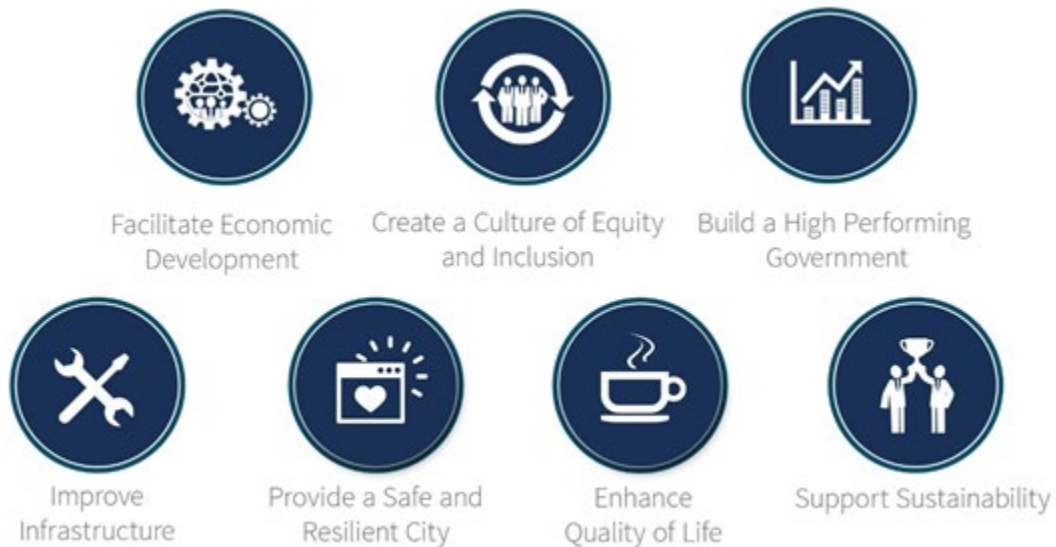 Facilitate Economic
Development
Create a Culture of Equity
and Inclusion
Build a High Performing
Government
Improve
Infrastructure
Provide a Safe and
Resilient City
Enhance
Quality of Life
Support Sustainability